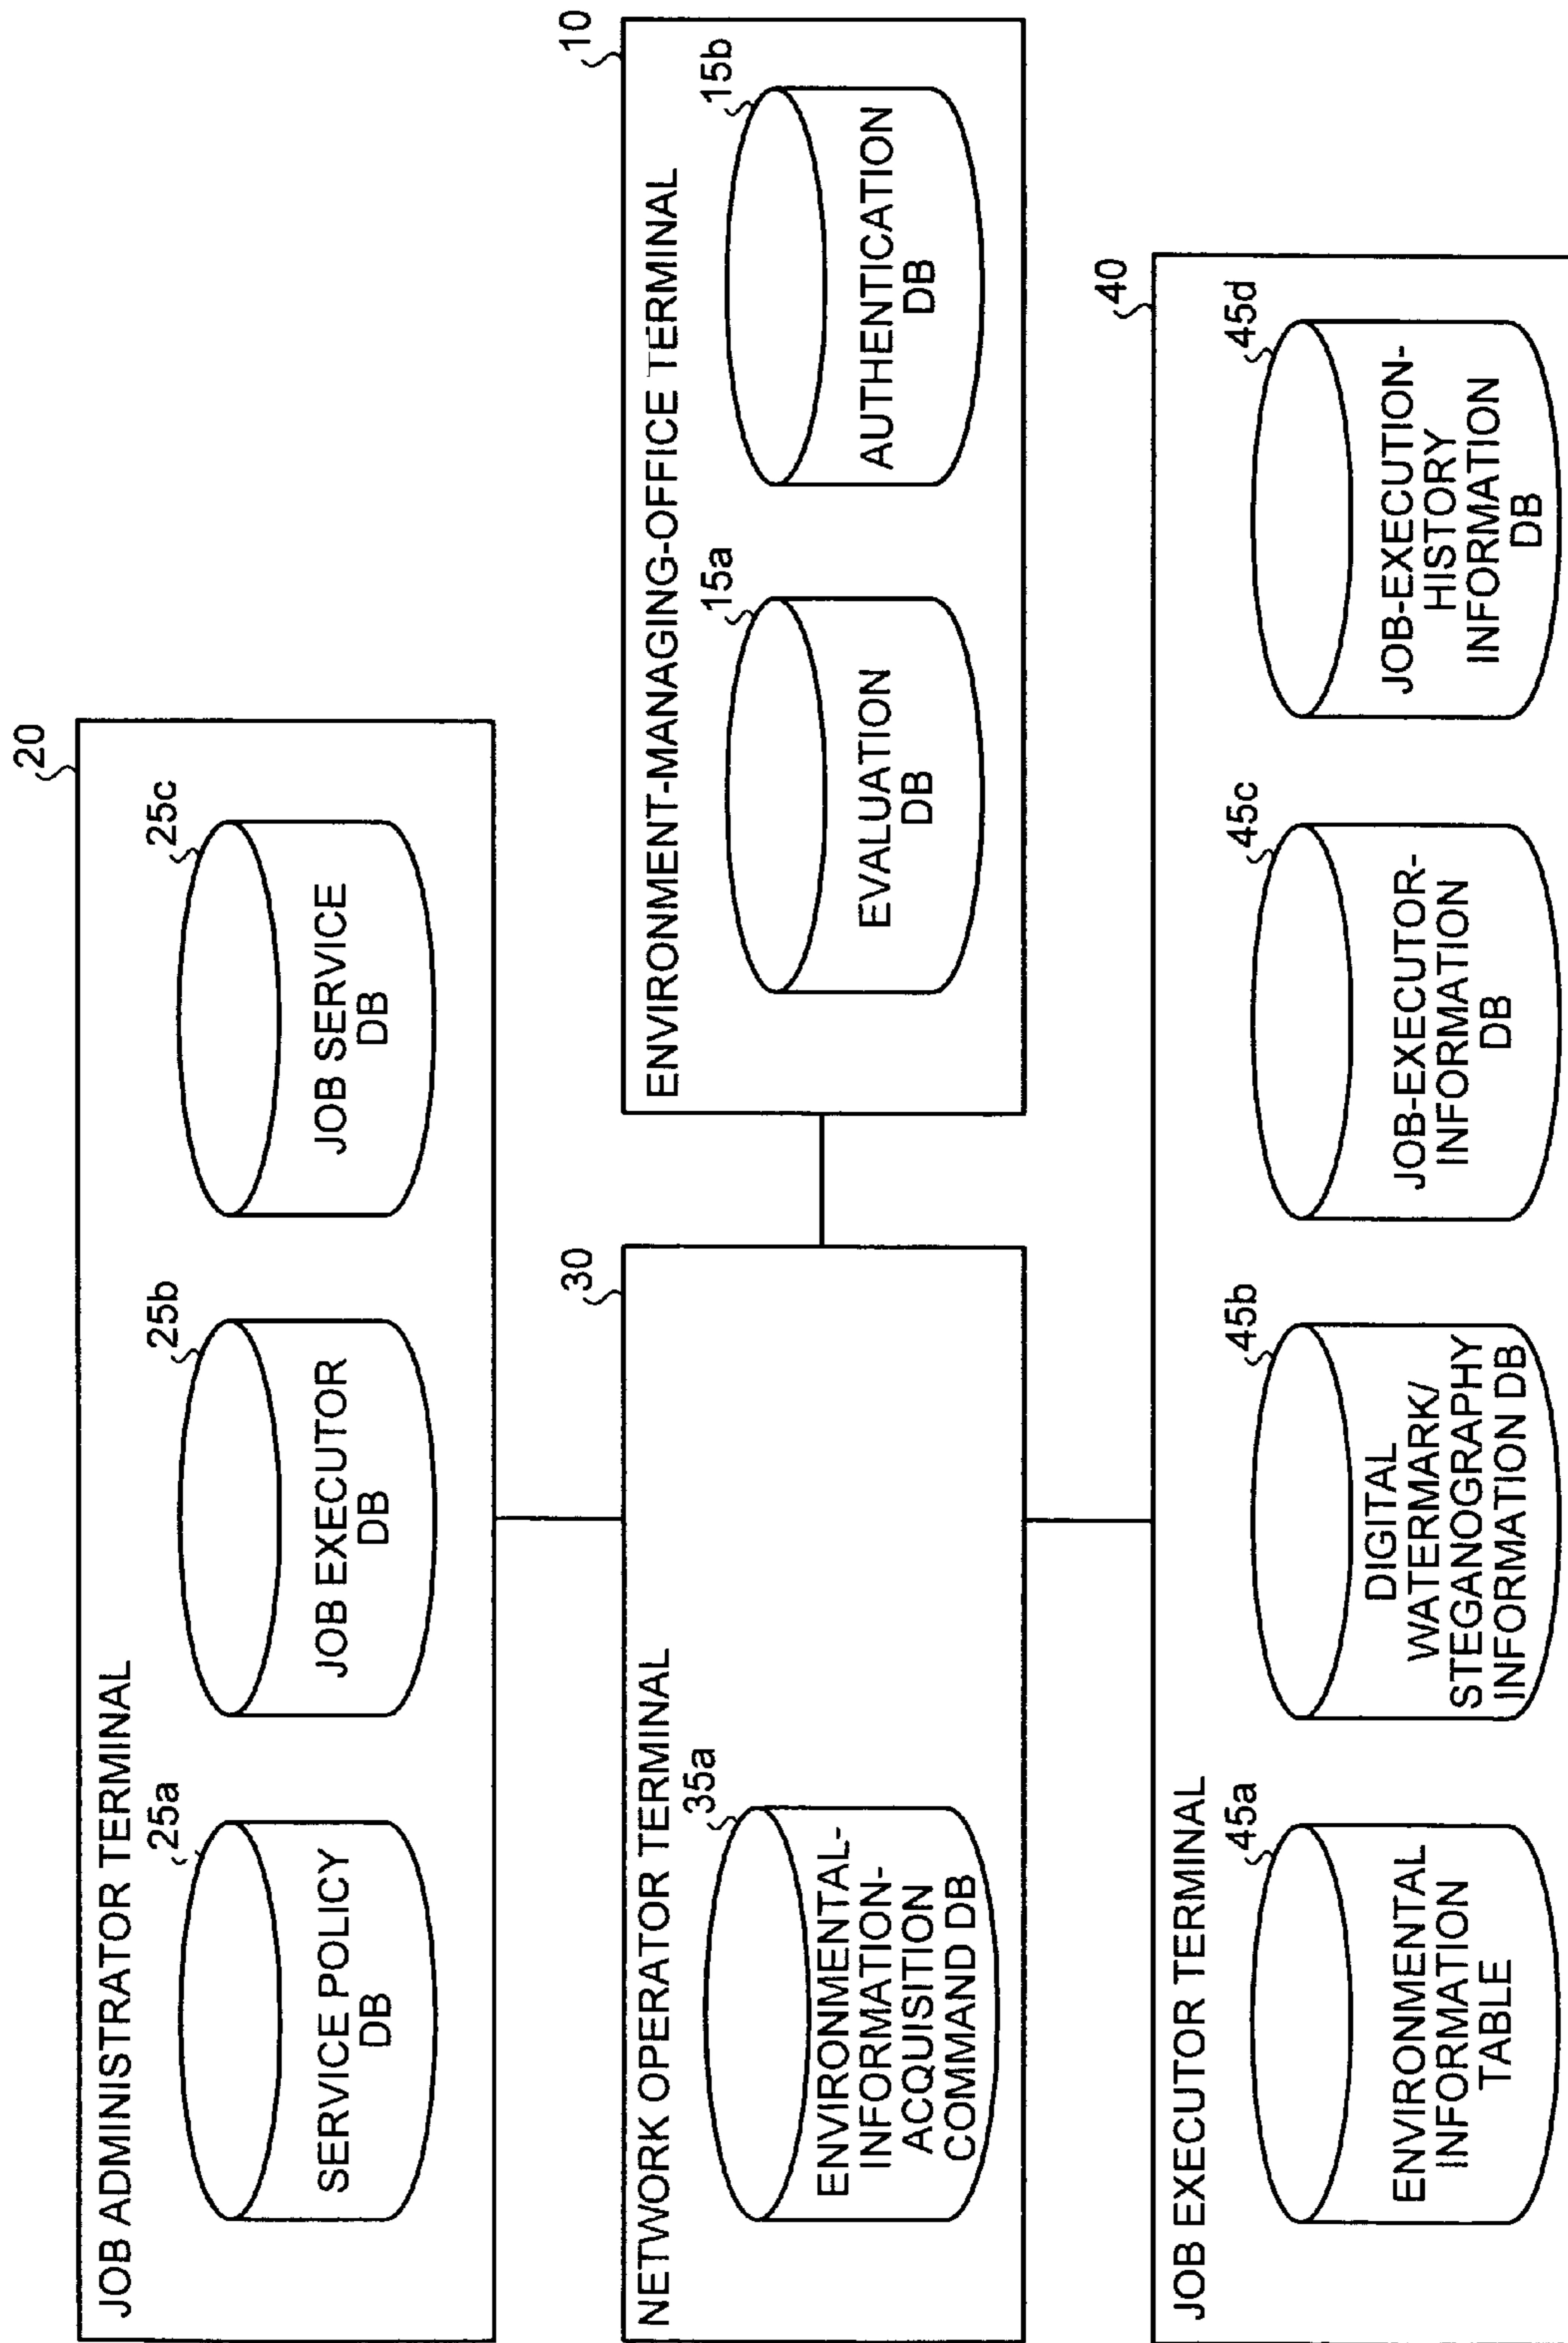 20
JOB ADMINISTRATOR TERMINAL
25a
SERVICE POLICY
DB
25b
JOB EXECUTOR
DB
25c
JOB SERVICE
DB
30
NETWORK OPERATOR TERMINAL
35a
ENVIRONMENTAL-
INFORMATION-
ACQUISITION
COMMAND DB
10
ENVIRONMENT-MANAGING-OFFICE TERMINAL
15a
EVALUATION
DB
15b
AUTHENTICATION
DB
40
JOB EXECUTOR TERMINAL
45a
ENVIRONMENTAL
INFORMATION
TABLE
45b
DIGITAL
WATERMARK/
STEGANOGRAPHY
INFORMATION DB
45c
JOB-EXECUTOR-
INFORMATION
DB
45d
JOB-EXECUTION-
HISTORY
INFORMATION
DB